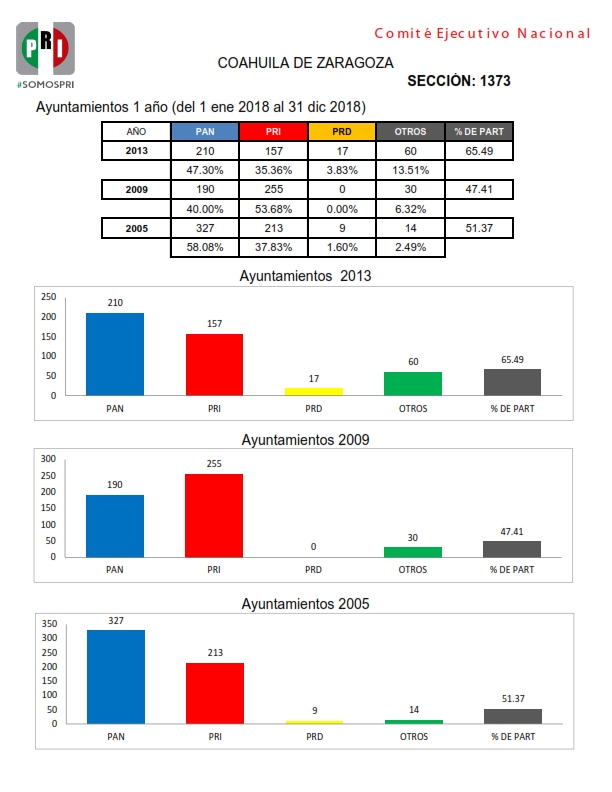 Comité Ejecutivo Nacional
PRI
#SOMOSPRI
COAHUILA DE ZARAGOZA
SECCIÓN: 1373
Ayuntamientos 1 año (del 1 ene 2018 al 31 dic 2018)
AÑO PAN PRI PRD OTROS % DE PART
2013 210 157 17 60 65.49
47.30% 35.36% 3.83% 13.51%
2009 190 255 0 30 47.41
40.00% 53.68% 0.00% 6.32%
2005 327 213 9 14 51.37
58.08% 37.83% 1.60% 2.49%
Ayuntamientos 2013
250
200
150
100
50
0
210
157
17
60
65.49
PAN PRI PRD OTROS % DE PART
Ayuntamientos 2009
300
250
200
150
100
50
0
190
255
0
30
47.41
PAN PRI PRD OTROS % DE PART
Ayuntamientos 2005
350
300
250
200
150
100
50
0
327
213
9
14
51.37
PAN PRI PRD OTROS % DE PART